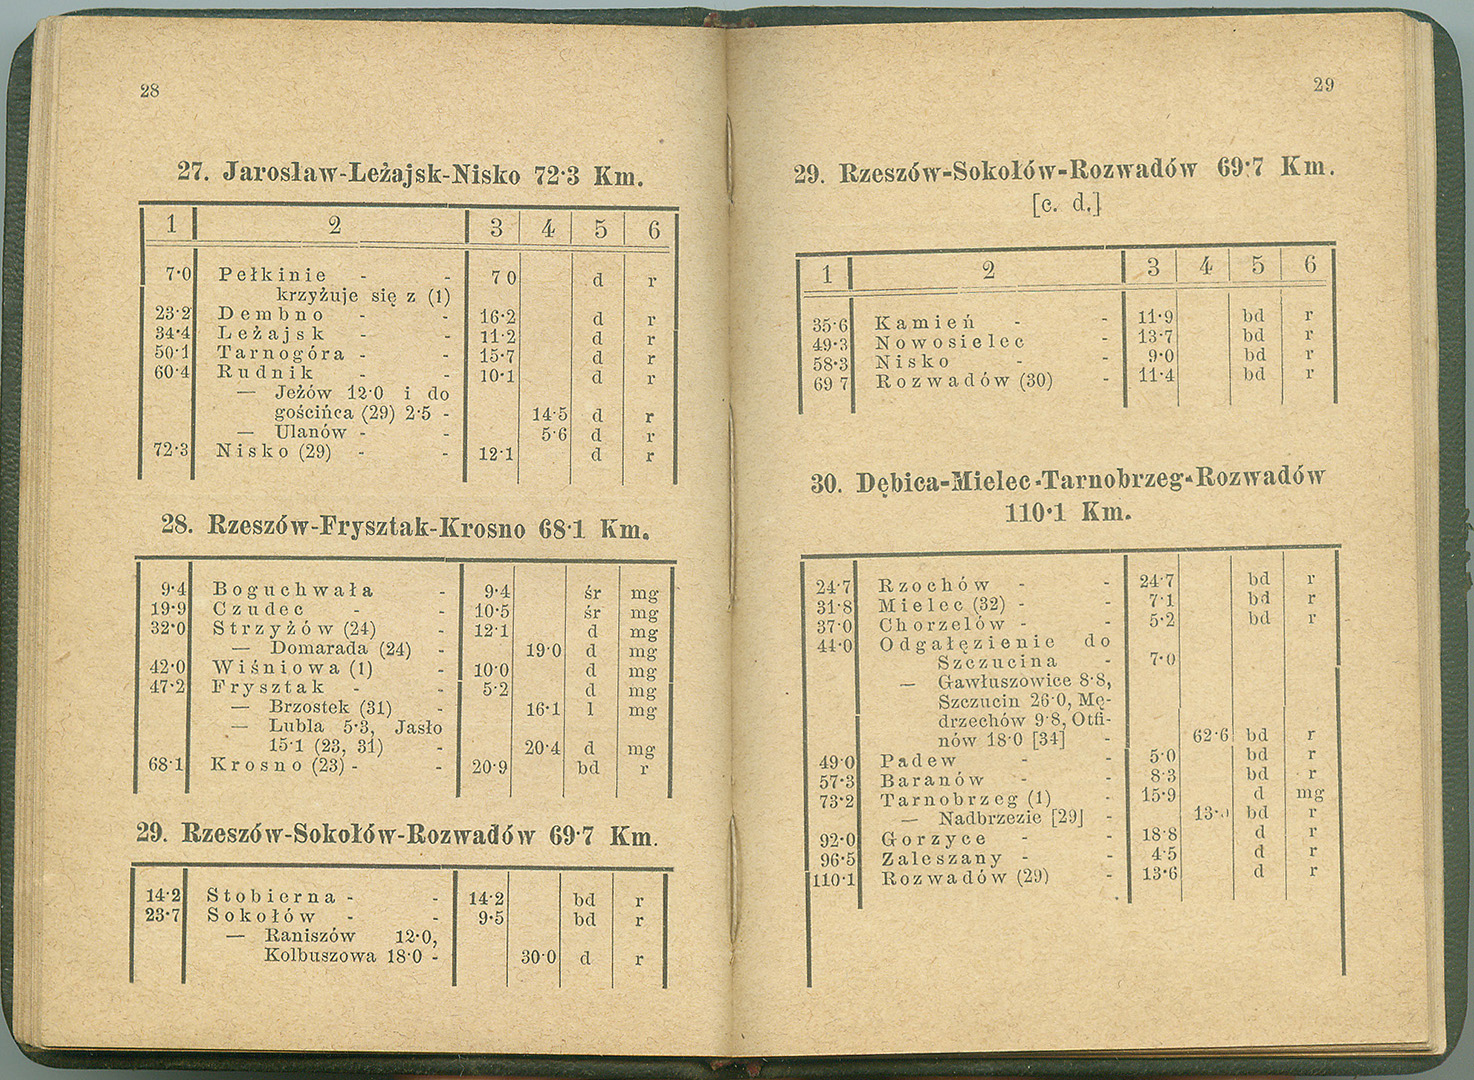 28
27. Jarosław-Leżajsk-Nisko 72·3 Km.
1 2 3 4 5 6
7·0 Pełkinie - - 7 0 d r
krzyżuje się z (1)
23·2 Dembno - - 16·2 d r
34·4 Leżajsk - - 11·2 d r
50·1 Tarnogóra - - 15·7 d r
60·4 Rudnik - - 10·1 d r
— Jeżów 12·0 i do
gościńca (29) 2·5 - 14·5 d r
— Ulanów - - 5·6 d r
72·3 Nisko (29) - - 12·1 d r
28. Rzeszów-Frysztak-Krosno 68·1 Km.
9·4 Boguchwała - 9·4 śr mg
19·9 Czudec - - 10·5 śr mg
32·0 Strzyżów (24) - 12·1 d mg
— Domarada (24) - 19·0 d mg
42·0 Wiśniowa (1) - 10·0 d mg
47·2 Frysztak - - 5·2 d mg
— Brzostek (31) - 16·1 l mg
— Lubla 5·3, Jasło
15·1 (23, 31) - 20·4 d mg
68·1 Krosno (23) - - 20·9 bd r
29. Rzeszów-Sokołów-Rozwadów 69·7 Km.
14·2 Stobierna - - 14·2 bd r
23·7 Sokołów - - 9·5 bd r
— Raniszów 12·0,
Kolbuszowa 18·0 - 30·0 d r
29
29. Rzeszów-Sokołów-Rozwadów 69·7 Km.
[c. d.]
1 2 3 4 5 6
35·6 Kamień - - 11·9 bd r
49·3 Nowosielec - 13·7 bd r
58·3 Nisko - - 9·0 bd r
69 7 Rozwadów (30) - 11·4 bd r
30. Dębica-Mielec-Tarnobrzeg-Rozwadów
110·1 Km.
24·7 Rzochów - - 24·7 bd r
31·8 Mielec (32) - - 7·1 bd r
37·0 Chorzelów - - 5·2 bd r
44·0 Odgałęzienie do
Szczucina - 7·0
— Gawłuszowice 8·8,
Szczucin 26·0, Mę-
drzechów 9·8, Otfi-
nów 18·0 [34] - 62·6 bd r
49·0 Padew - - 5·0 bd r
57·3 Baranów - - 8·3 bd r
73·2 Tarnobrzeg (1) - 15·9 d mg
— Nadbrzezie [29] - bd r
92·0 Gorzyce - - 18·8 d r
96·5 Zaleszany - - 4·5 d r
110·1 Rozwadów (29) - 13·6 d r